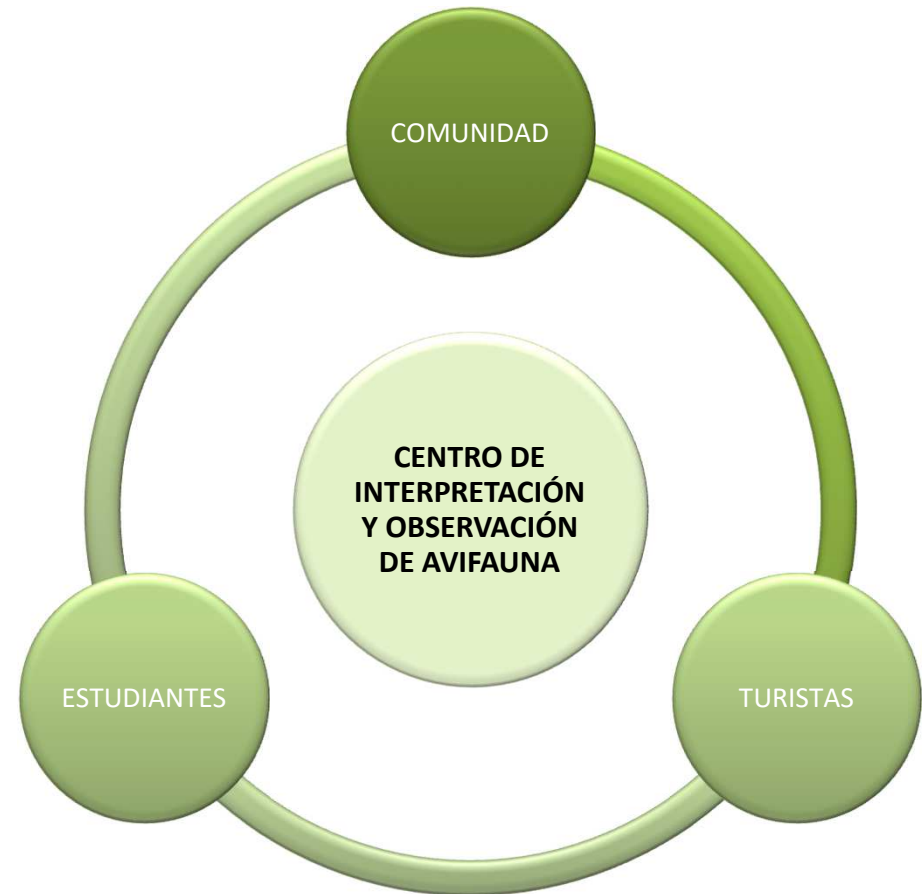 COMUNIDAD
CENTRO DE
INTERPRETACIÓN
Y OBSERVACIÓN
DE AVIFAUNA
ESTUDIANTES
TURISTAS